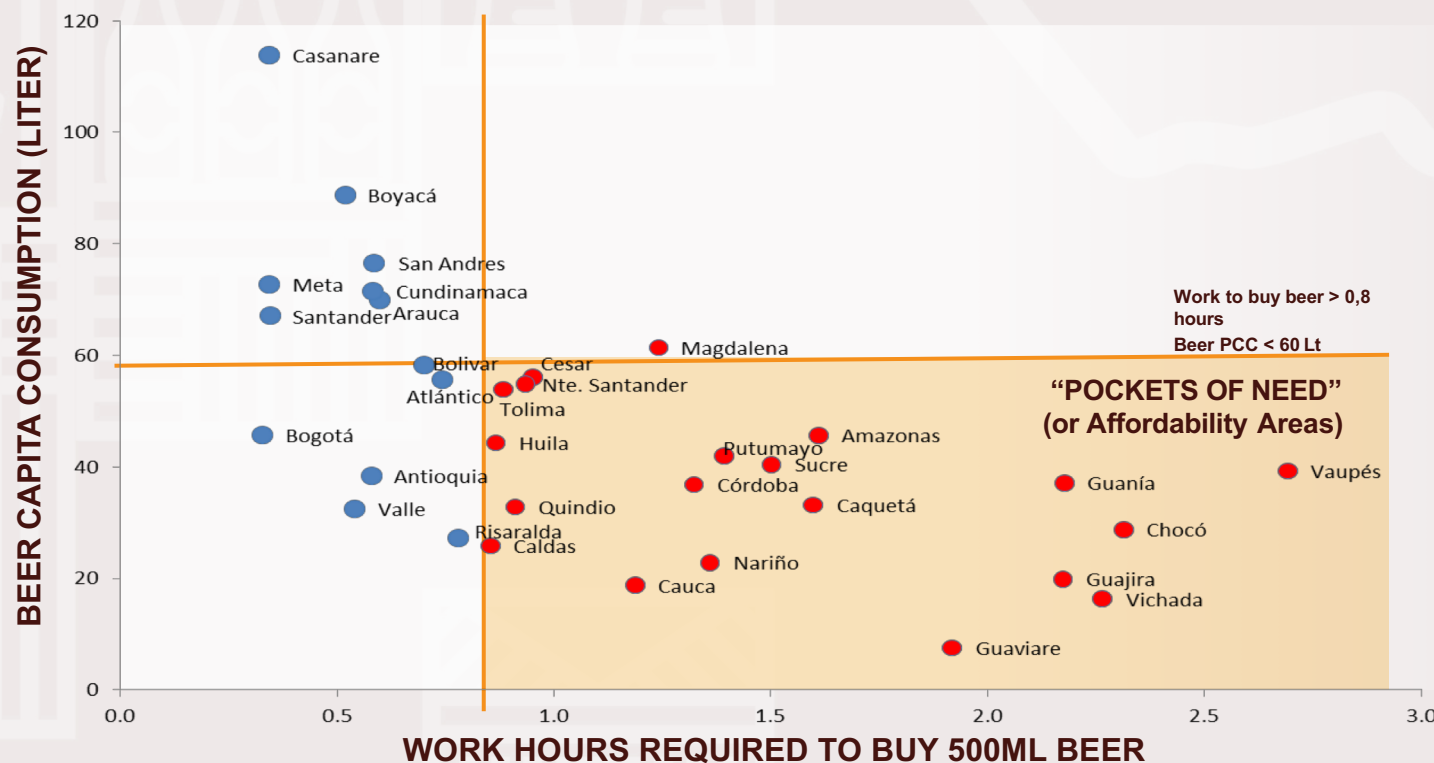 BEER CAPITA CONSUMPTION (LITER)
120
100
80
60
40
20
0
Casanare
Boyacá
San Andres
Meta
Cundinamaca
Santander
Arauca
Magdalena
Bolivar
Cesar
Atlántico
Nte. Santander
Tolima
Bogotá
Huila
Amazonas
Putumayo
Sucre
Antioquia
Córdoba
Guanía
Vaupés
Valle
Quindio
Caquetá
Risaralda
Caldas
Chocó
Nariño
Cauca
Guajira
Vichada
Guaviare
Work to buy beer > 0,8
hours
Beer PCC < 60 Lt
“POCKETS OF NEED”
(or Affordability Areas)
0.0 0.5 1.0 1.5 2.0 2.5 3.0
WORK HOURS REQUIRED TO BUY 500ML BEER